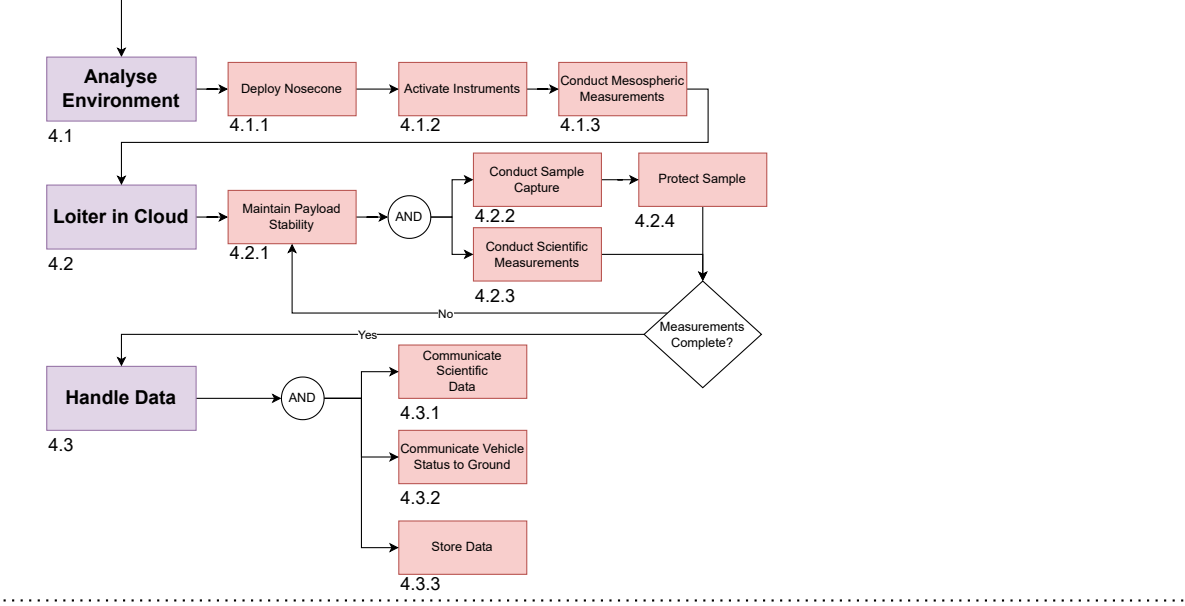 Analyse
Environment
4.1
Deploy Nosecone
4.1.1
Activate Instruments
4.1.2
Conduct Mesospheric
Measurements
4.1.3
Loiter in Cloud
4.2
Maintain Payload
Stability
4.2.1
AND
Conduct Sample
Capture
4.2.2
Protect Sample
4.2.4
Conduct Scientific
Measurements
4.2.3
Measurements
Complete?
No
Yes
Handle Data
4.3
AND
Communicate
Scientific
Data
4.3.1
Communicate Vehicle
Status to Ground
4.3.2
Store Data
4.3.3